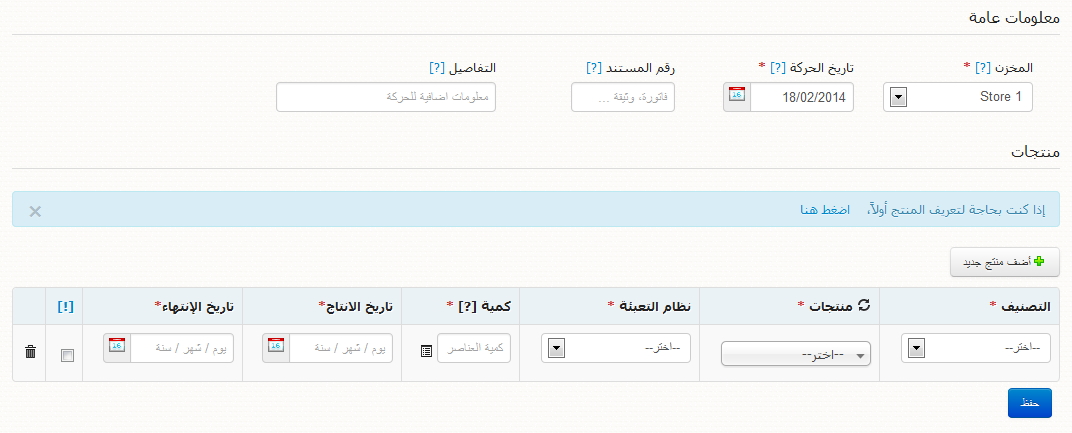 معلومات عامة
المخزن [?] * تاريخ الحركة [?] * رقم المستند [?] التفاصيل [?]
Store 1 18/02/2014 فاتورة، وثيقة ... معلومات اضافية للحركة
منتجات
إذا كنت بحاجة لتعريف المنتج أولاً، اضغط هنا ×
أضف منتج جديد
التصنيف * منتجات * نظام التعبئة * كمية [?] * تاريخ الانتاج* تاريخ الإنتهاء* [!]
--اختر-- --اختر-- --اختر-- كمية العناصر يوم / شهر / سنة يوم / شهر / سنة
حفظ